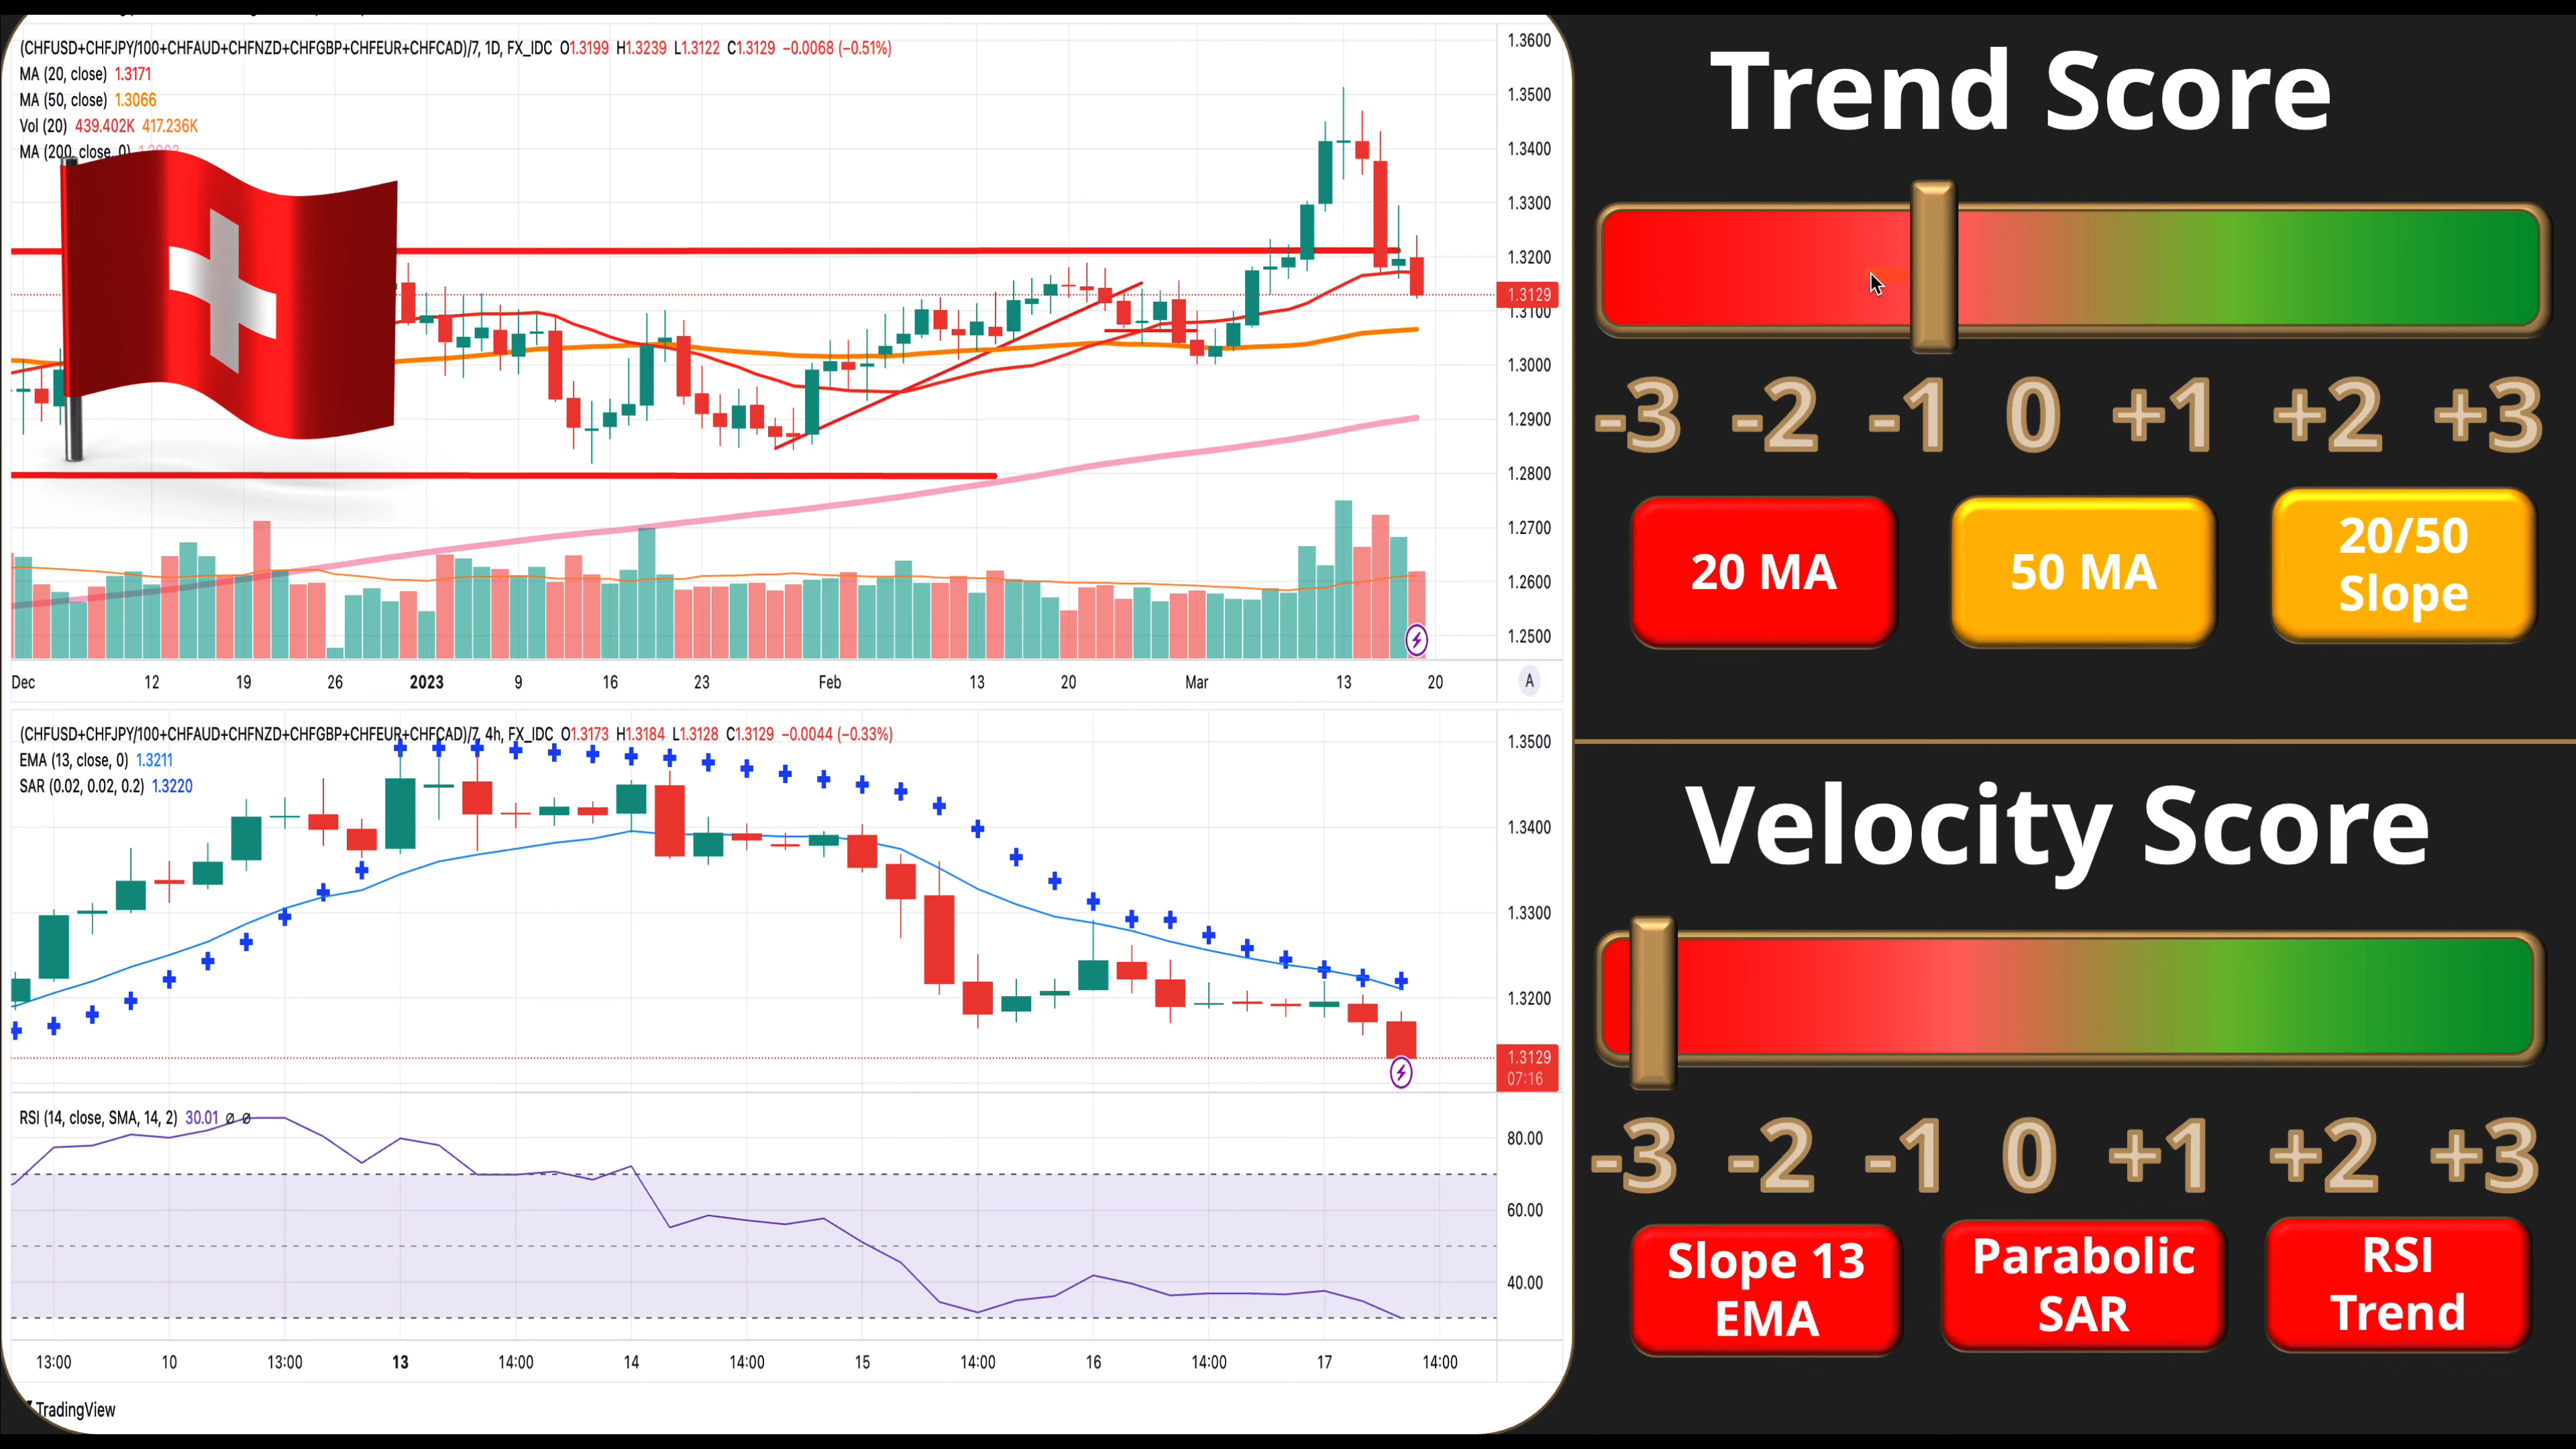 (CHFUSD+CHFJPY/100+CHFAUD+CHFNZD+CHFGBP+CHFEUR+CHFCAD)/7, 1D, FX_IDC O1.3199 H1.3239 L1.3122 C1.3129 −0.0068 (−0.51%)
MA (20, close) 1.3171
MA (50, close) 1.3066
Vol (20) 439.402K 417.236K
MA (200, close, 0)
1.3600
1.3500
1.3400
1.3300
1.3200
1.3129
1.3100
1.3000
1.2900
1.2800
1.2700
1.2600
1.2500
Dec 12 19 26 2023 9 16 23 Feb 13 20 Mar 13 20 A
(CHFUSD+CHFJPY/100+CHFAUD+CHFNZD+CHFGBP+CHFEUR+CHFCAD)/7, 4h, FX_IDC O1.3173 H1.3184 L1.3128 C1.3129 −0.0044 (−0.33%)
EMA (13, close, 0) 1.3211
SAR (0.02, 0.02, 0.2) 1.3220
1.3500
1.3400
1.3300
1.3200
1.3129
07:16
RSI (14, close, SMA, 14, 2) 30.01 ∅ ∅
80.00
60.00
40.00
13:00 10 13:00 13 14:00 14 14:00 15 14:00 16 14:00 17 14:00
TradingView
Trend Score
-3 -2 -1 0 +1 +2 +3
20 MA
50 MA
20/50
Slope
Velocity Score
-3 -2 -1 0 +1 +2 +3
Slope 13
EMA
Parabolic
SAR
RSI
Trend